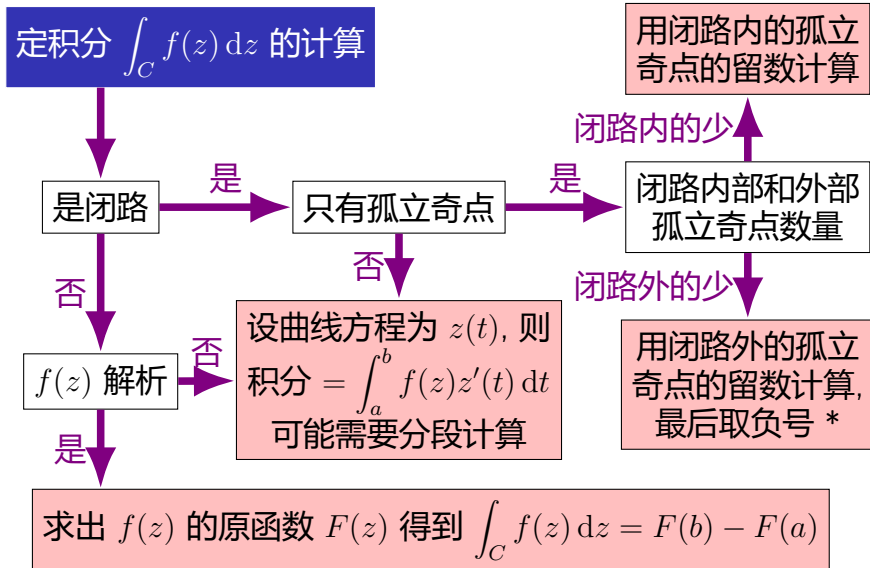 定积分 ∫_C f(z) dz 的计算
用闭路内的孤立
奇点的留数计算
闭路内的少
是闭路
是
只有孤立奇点
是
闭路内部和外部
孤立奇点数量
否
否
闭路外的少
f(z) 解析
否
设曲线方程为 z(t), 则
积分 = ∫_a^b f(z)z′(t) dt
可能需要分段计算
用闭路外的孤立
奇点的留数计算,
最后取负号 *
是
求出 f(z) 的原函数 F(z) 得到 ∫_C f(z) dz = F(b) − F(a)